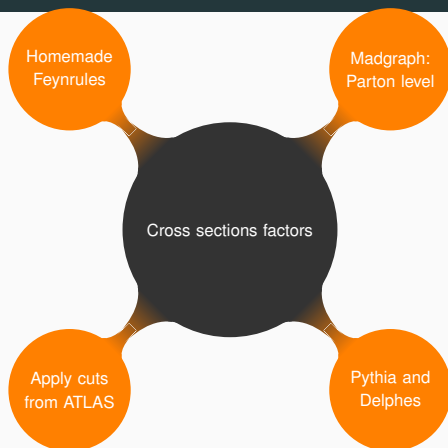 Homemade
Feynrules
Madgraph:
Parton level
Cross sections factors
Apply cuts
from ATLAS
Pythia and
Delphes